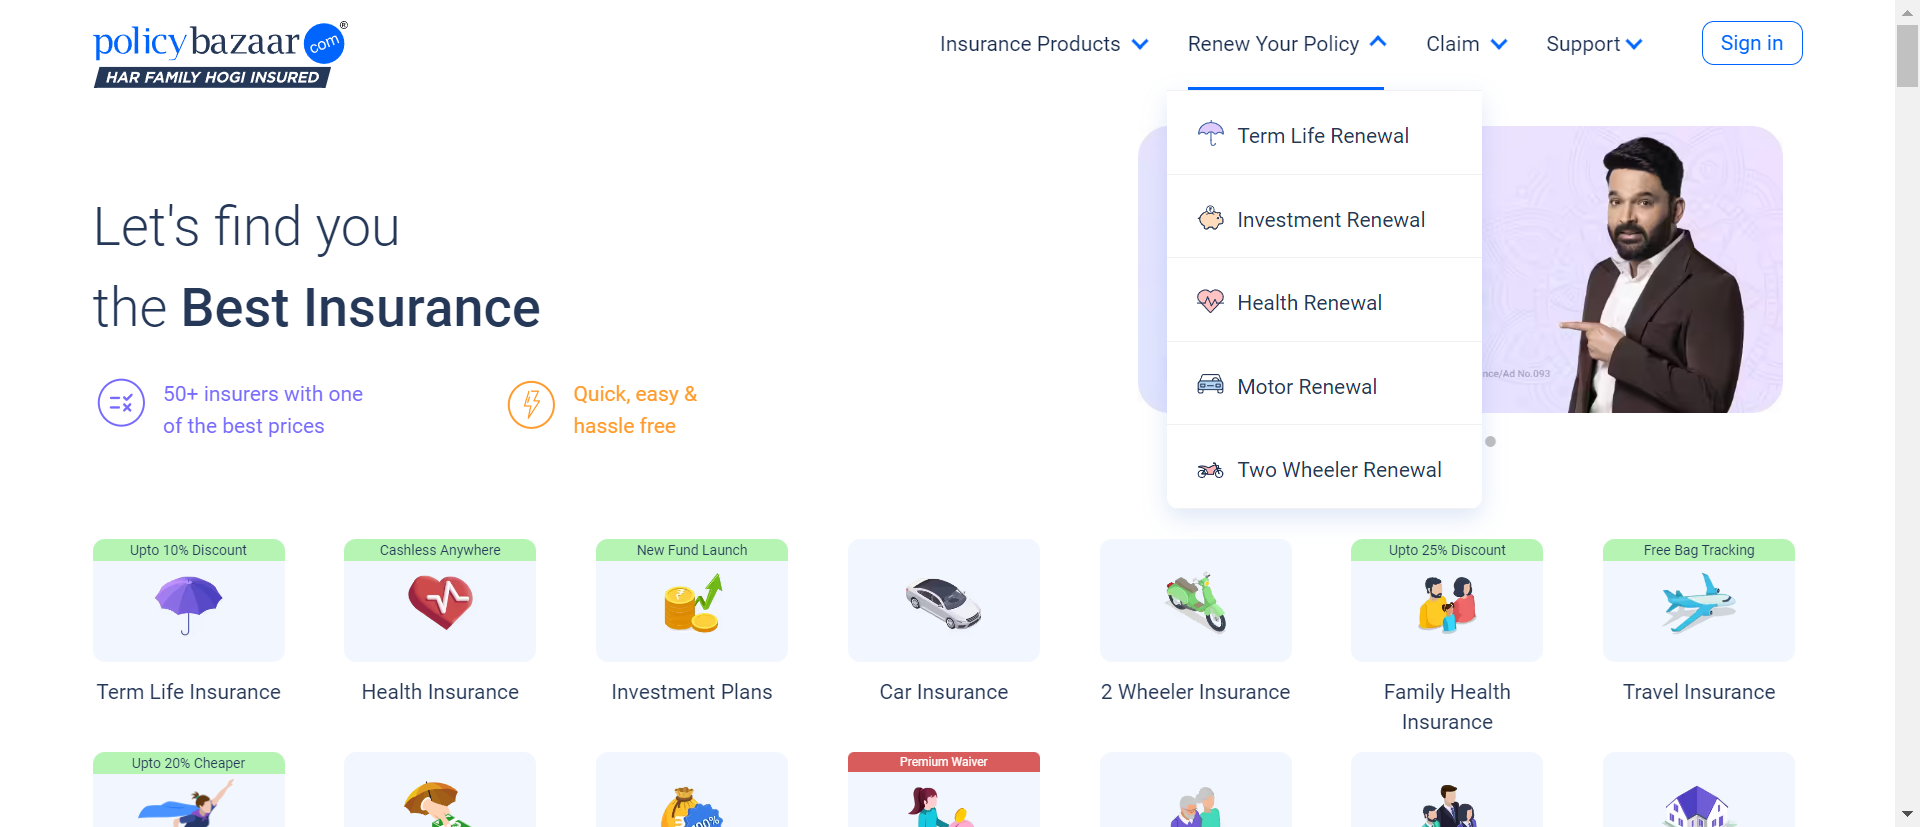 policybazaar.com®
HAR FAMILY HOGI INSURED
Insurance Products
Renew Your Policy
Claim
Support
Sign in
Term Life Renewal
Investment Renewal
Health Renewal
Motor Renewal
Two Wheeler Renewal
Let's find you
the Best Insurance
50+ insurers with one
of the best prices
Quick, easy &
hassle free
nce/Ad No.093
Upto 10% Discount
Cashless Anywhere
New Fund Launch
Upto 25% Discount
Free Bag Tracking
Term Life Insurance
Health Insurance
Investment Plans
Car Insurance
2 Wheeler Insurance
Family Health
Insurance
Travel Insurance
Upto 20% Cheaper
Premium Waiver
100%